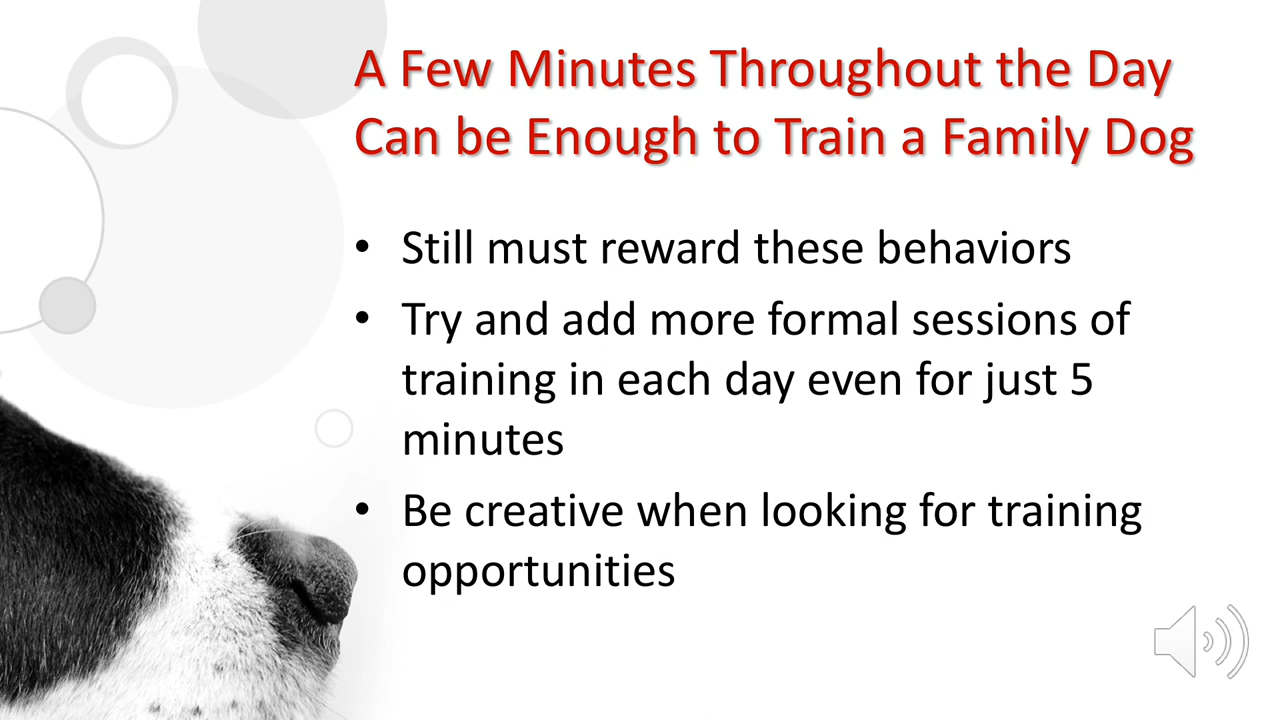 A Few Minutes Throughout the Day
Can be Enough to Train a Family Dog
• Still must reward these behaviors
• Try and add more formal sessions of
training in each day even for just 5
minutes
• Be creative when looking for training
opportunities